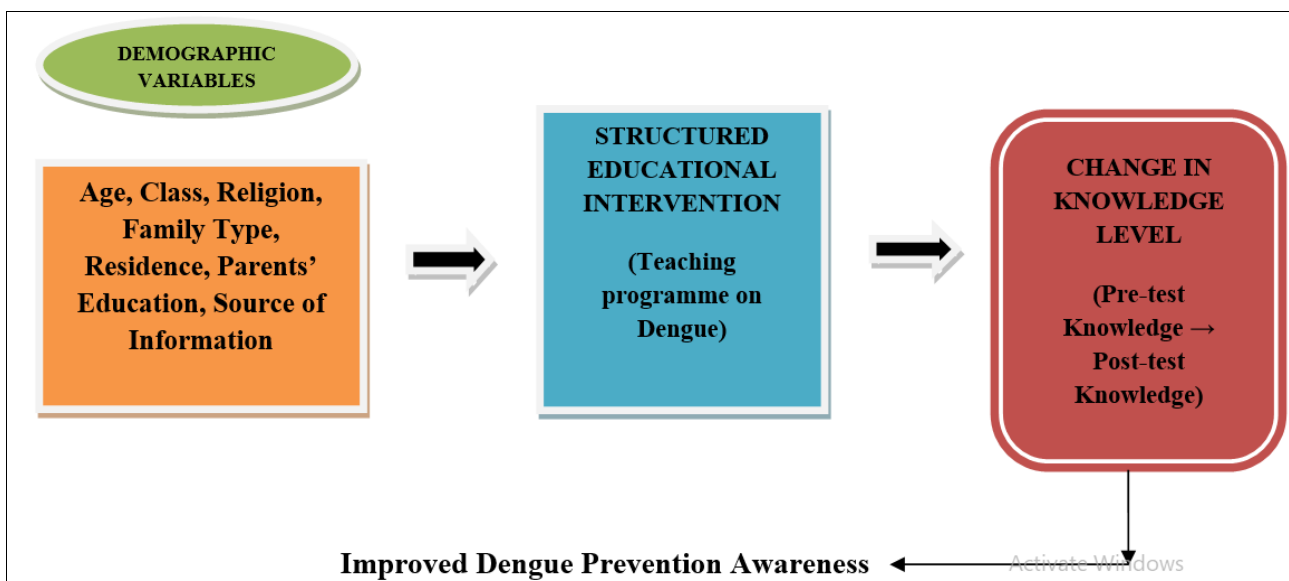 DEMOGRAPHIC
VARIABLES
Age, Class, Religion,
Family Type,
Residence, Parents’
Education, Source of
Information
STRUCTURED
EDUCATIONAL
INTERVENTION
(Teaching
programme on
Dengue)
CHANGE IN
KNOWLEDGE
LEVEL
(Pre-test
Knowledge →
Post-test
Knowledge)
Improved Dengue Prevention Awareness
Activate Windows